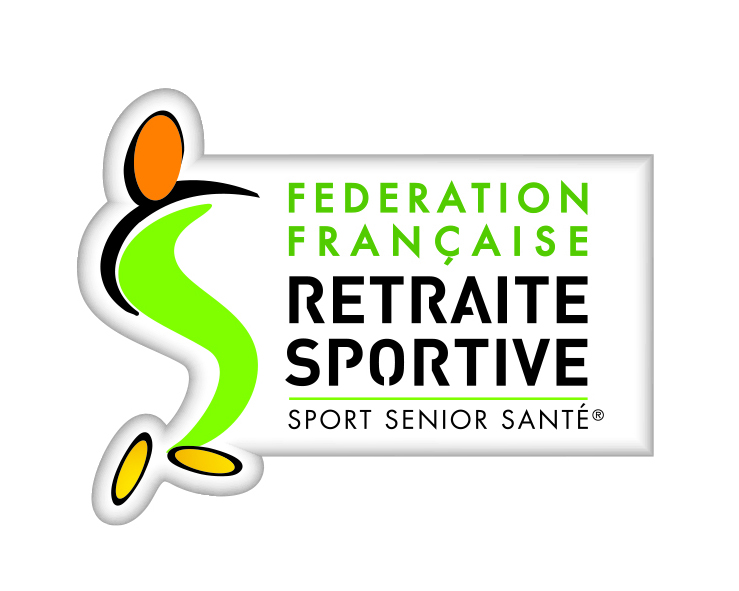 FEDERATION
FRANÇAISE
RETRAITE
SPORTIVE
SPORT SENIOR SANTÉ®